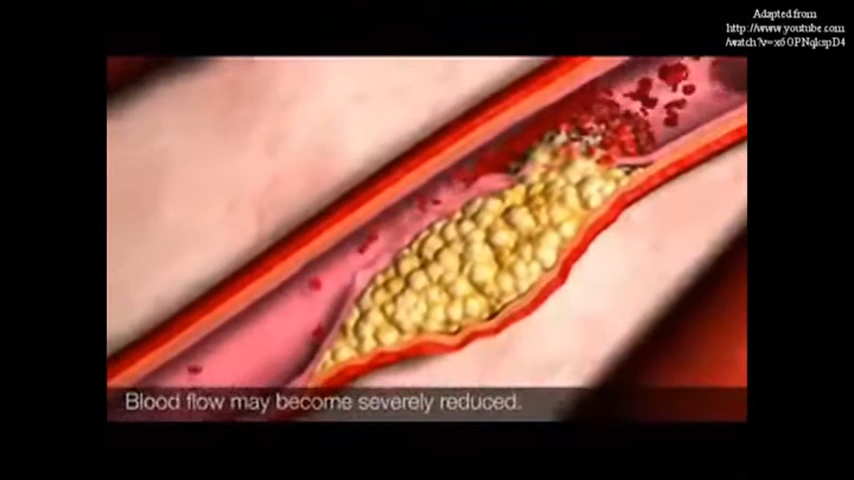 Adapted from
http://www.youtube.com
/watch?v=x6OPNqkspD4
Blood flow may become severely reduced.